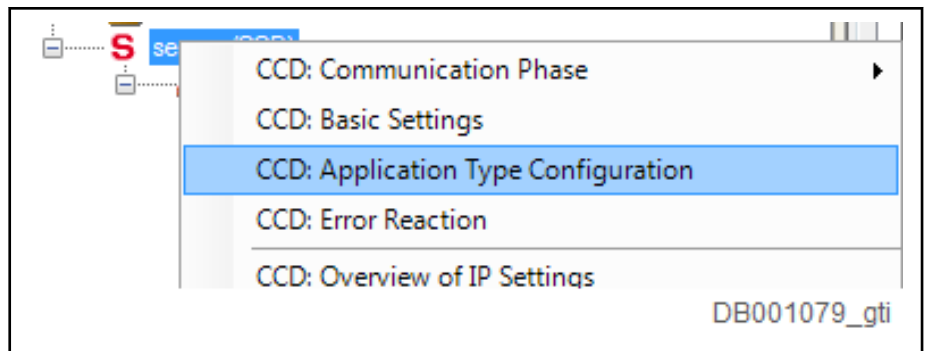 S se
CCD: Communication Phase
CCD: Basic Settings
CCD: Application Type Configuration
CCD: Error Reaction
CCD: Overview of IP Settings
DB001079_gti